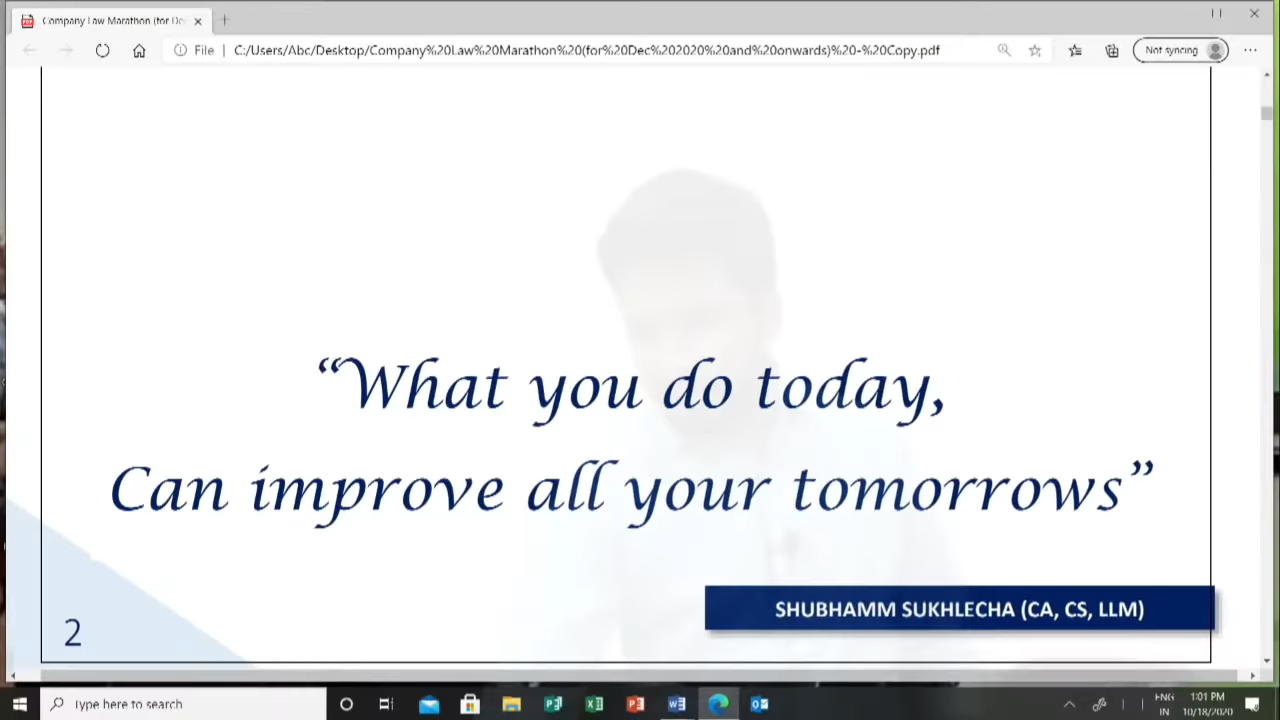 Company Law Marathon (for De
File
C:/Users/Abc/Desktop/Company%20Law%20Marathon%20(for%20Dec%202020%20and%20onwards)%20-%20Copy.pdf
Not syncing
“What you do today,
Can improve all your tomorrows”
SHUBHAMM SUKHLECHA (CA, CS, LLM)
2
Type here to search
ENG
IN
1:01 PM
10/18/2020